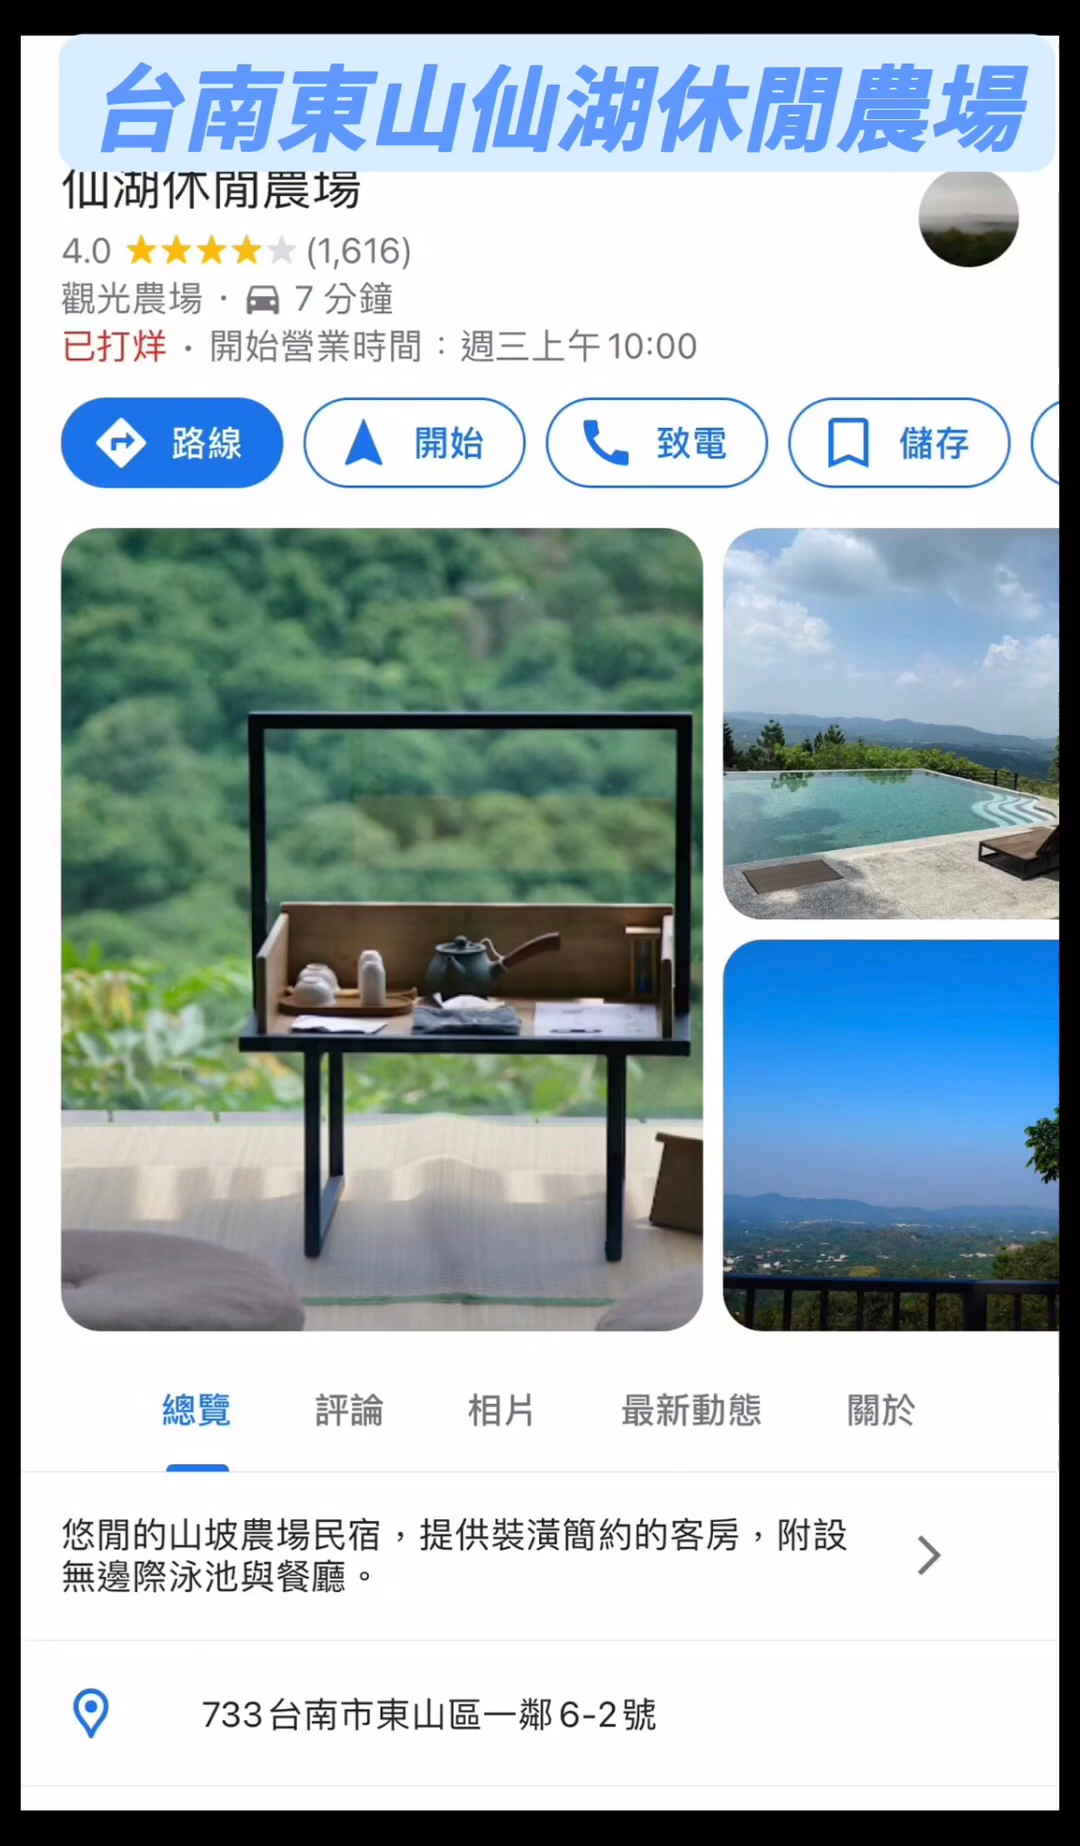 台南東山仙湖休閒農場
仙湖休閒農場
4.0 (1,616)
觀光農場 · 7 分鐘
已打烊 · 開始營業時間：週三上午10:00
路線 開始 致電 儲存
總覽 評論 相片 最新動態 關於
悠閒的山坡農場民宿，提供裝潢簡約的客房，附設
無邊際泳池與餐廳。
733台南市東山區一鄰6-2號